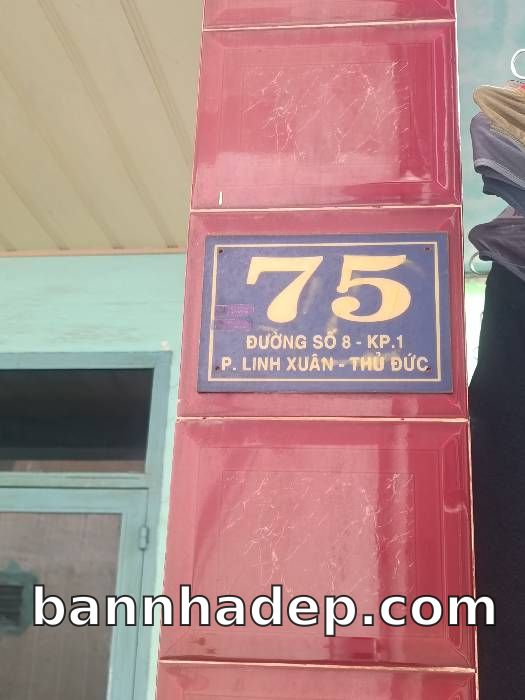 75
ĐƯỜNG SỐ 8 - KP.1
P. LINH XUÂN - THỦ ĐỨC
bannhadep.com